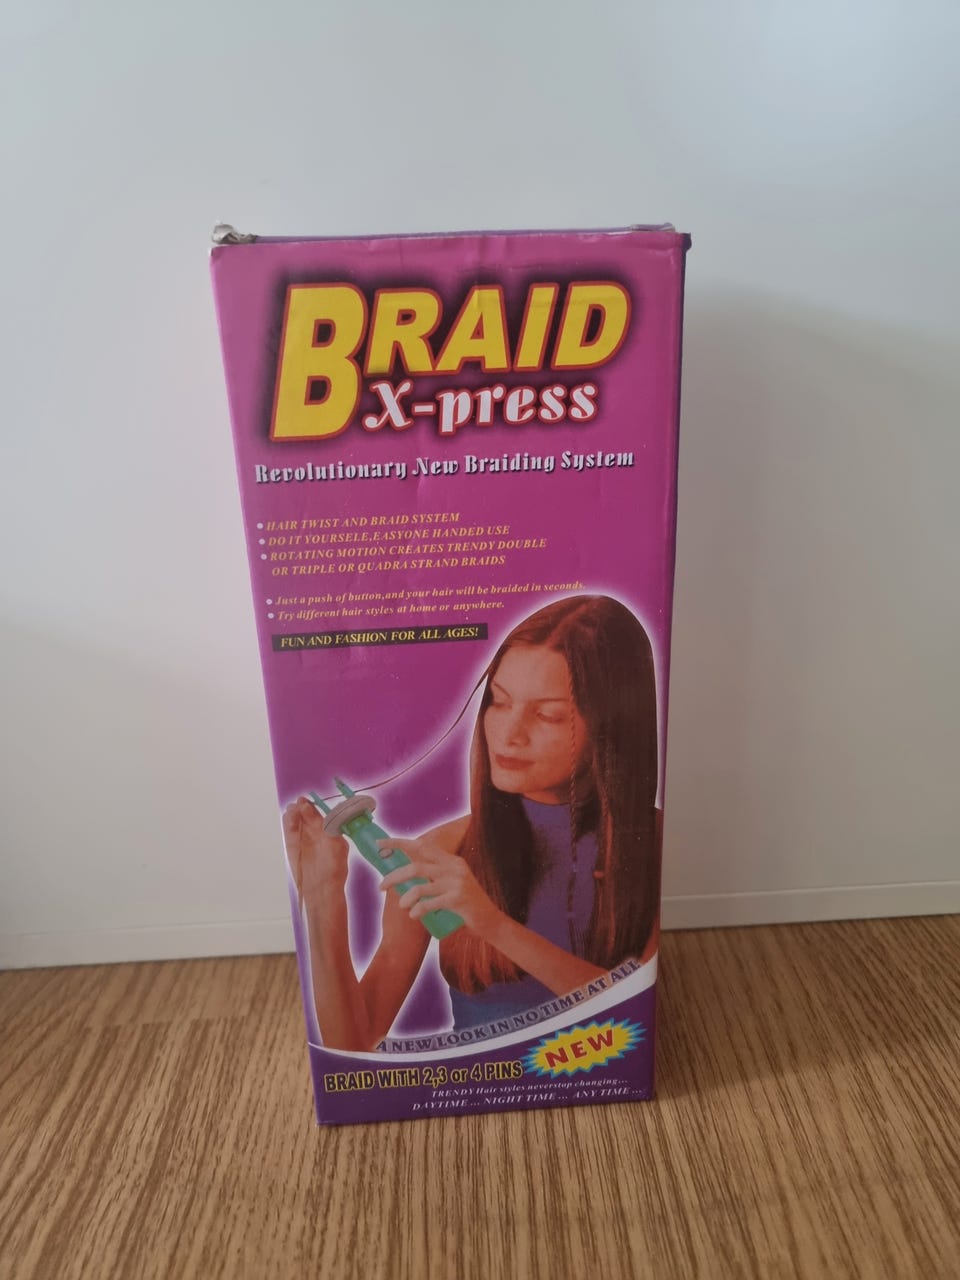 BRAID
X-press
Revolutionary New Braiding System
• HAIR TWIST AND BRAID SYSTEM
• DO IT YOURSELE,EASYONE HANDED USE
• ROTATING MOTION CREATES TRENDY DOUBLE
OR TRIPLE OR QUADRA STRAND BRAIDS
• Just a push of button,and your hair will be braided in seconds.
• Try different hair styles at home or anywhere.
FUN AND FASHION FOR ALL AGES!
A NEW LOOK IN NO TIME AT ALL
NEW
BRAID WITH 2,3 or 4 PINS
TRENDY Hair styles neverstop changing...
DAYTIME ... NIGHT TIME ... ANY TIME ...